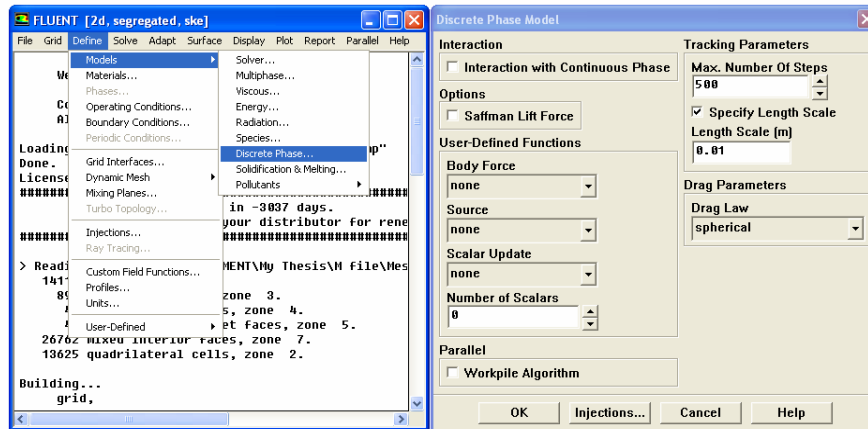 FLUENT [2d, segregated, ske]
File Grid Define Solve Adapt Surface Display Plot Report Parallel Help
Models
Materials...
Phases...
Operating Conditions...
Boundary Conditions...
Periodic Conditions...
Grid Interfaces...
Dynamic Mesh
Mixing Planes...
Turbo Topology...
Injections...
Ray Tracing...
Custom Field Functions...
Profiles...
Units...
User-Defined
Solver...
Multiphase...
Viscous...
Energy...
Radiation...
Species...
Discrete Phase...
Solidification & Melting...
Pollutants
Loading
Done.
License
in -3037 days.
your distributor for rene
> Readi MENT\My Thesis\M file\Mes
zone 3.
s, zone 4.
et faces, zone 5.
26762 mixed interior faces, zone 7.
13625 quadrilateral cells, zone 2.
Building...
grid,
Discrete Phase Model
Interaction
Interaction with Continuous Phase
Options
Saffman Lift Force
User-Defined Functions
Body Force
none
Source
none
Scalar Update
none
Number of Scalars
0
Parallel
Workpile Algorithm
Tracking Parameters
Max. Number Of Steps
500
Specify Length Scale
Length Scale (m)
0.01
Drag Parameters
Drag Law
spherical
OK Injections... Cancel Help